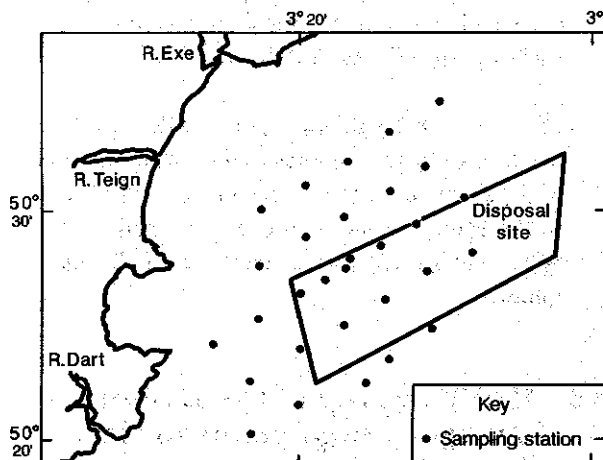 3° 20'
3°
R.Exe
R.Teign
50°
30'
Disposal
site
R.Dart
Key
50°
20'
Sampling station